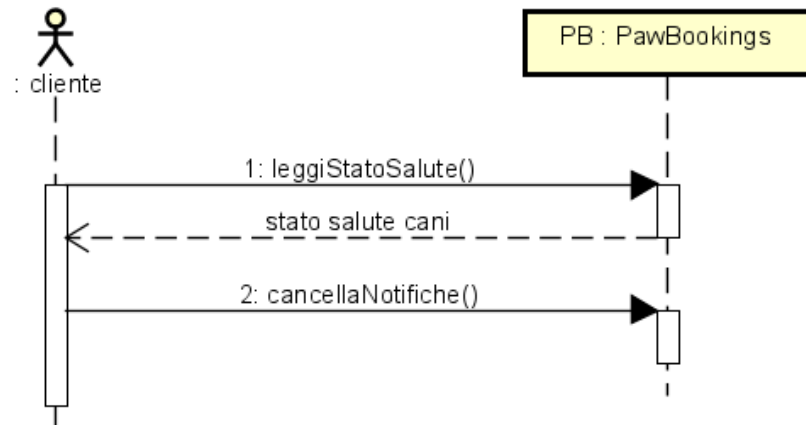 PB : PawBookings
: cliente
1: leggiStatoSalute()
stato salute cani
2: cancellaNotifiche()